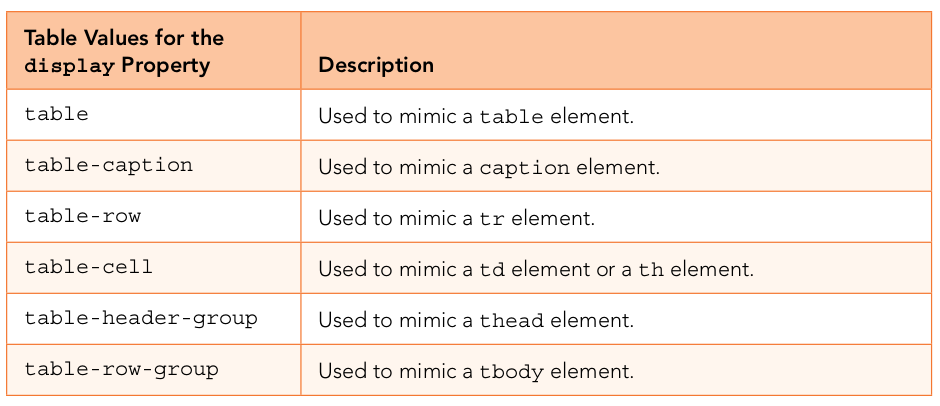 Table Values for the
display Property
Description
table
Used to mimic a table element.
table-caption
Used to mimic a caption element.
table-row
Used to mimic a tr element.
table-cell
Used to mimic a td element or a th element.
table-header-group
Used to mimic a thead element.
table-row-group
Used to mimic a tbody element.